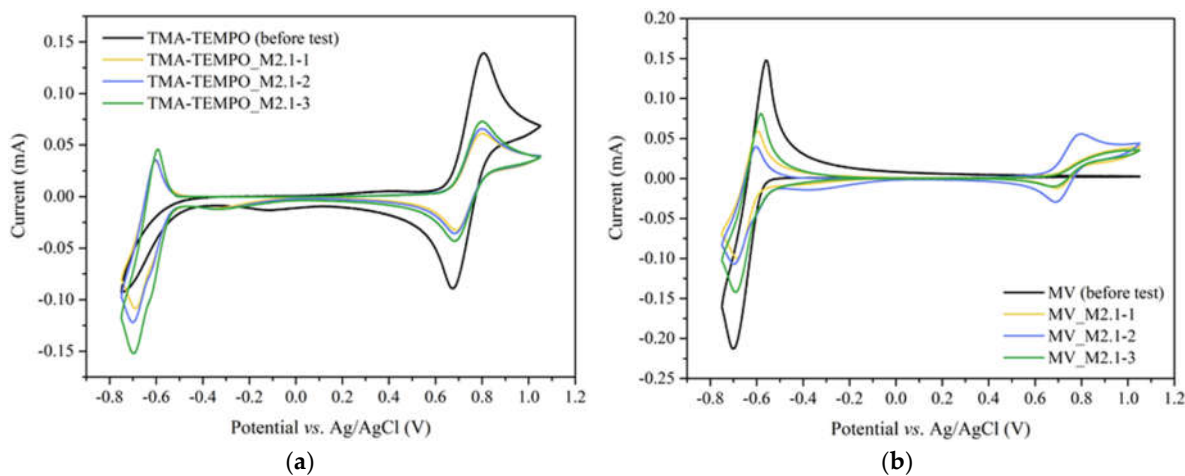 TMA-TEMPO (before test)
TMA-TEMPO_M2.1-1
TMA-TEMPO_M2.1-2
TMA-TEMPO_M2.1-3
0.15
0.10
0.05
0.00
-0.05
-0.10
-0.15
Current (mA)
-0.8 -0.6 -0.4 -0.2 0.0 0.2 0.4 0.6 0.8 1.0 1.2
Potential vs. Ag/AgCl (V)
(a)
0.20
0.15
0.10
0.05
0.00
-0.05
-0.10
-0.15
-0.20
-0.25
Current (mA)
MV (before test)
MV_M2.1-1
MV_M2.1-2
MV_M2.1-3
-0.8 -0.6 -0.4 -0.2 0.0 0.2 0.4 0.6 0.8 1.0 1.2
Potential vs. Ag/AgCl (V)
(b)